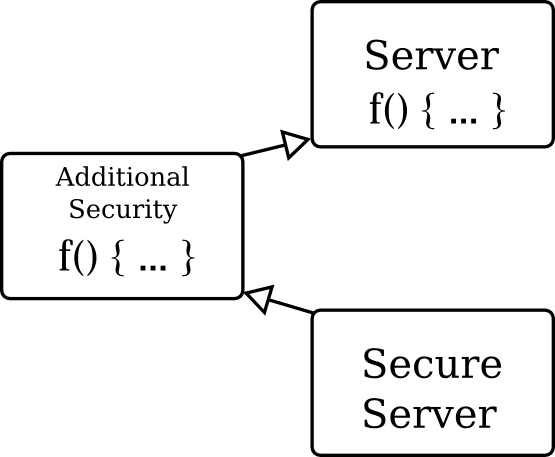 Server
f() { ... }
Additional
Security
f() { ... }
Secure
Server